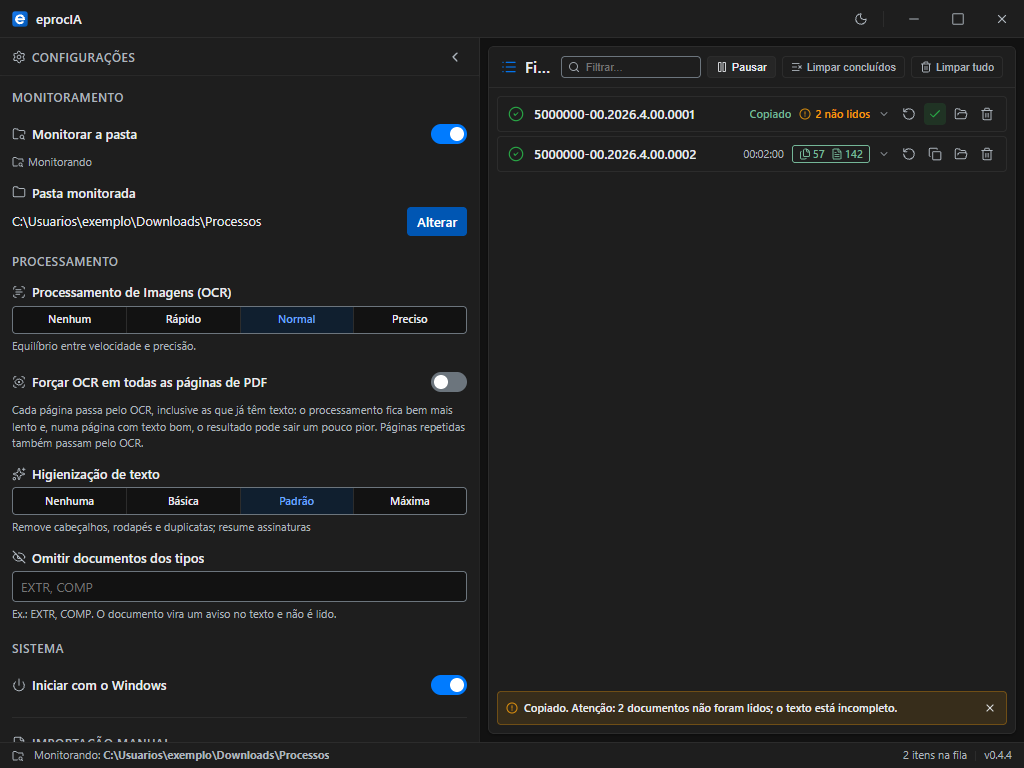 eprocIA
CONFIGURAÇÕES
MONITORAMENTO
Monitorar a pasta
Monitorando
Pasta monitorada
C:\Usuarios\exemplo\Downloads\Processos
Alterar
PROCESSAMENTO
Processamento de Imagens (OCR)
Nenhum Rápido Normal Preciso
Equilíbrio entre velocidade e precisão.
Forçar OCR em todas as páginas de PDF
Cada página passa pelo OCR, inclusive as que já têm texto: o processamento fica bem mais
lento e, numa página com texto bom, o resultado pode sair um pouco pior. Páginas repetidas
também passam pelo OCR.
Higienização de texto
Nenhuma Básica Padrão Máxima
Remove cabeçalhos, rodapés e duplicatas; resume assinaturas
Omitir documentos dos tipos
EXTR, COMP
Ex.: EXTR, COMP. O documento vira um aviso no texto e não é lido.
SISTEMA
Iniciar com o Windows
IMPORTAÇÃO MANUAL
Fi... Filtrar... Pausar Limpar concluídos Limpar tudo
5000000-00.2026.4.00.0001 Copiado 2 não lidos
5000000-00.2026.4.00.0002 00:02:00 57 142
Copiado. Atenção: 2 documentos não foram lidos; o texto está incompleto.
Monitorando: C:\Usuarios\exemplo\Downloads\Processos 2 itens na fila v0.4.4